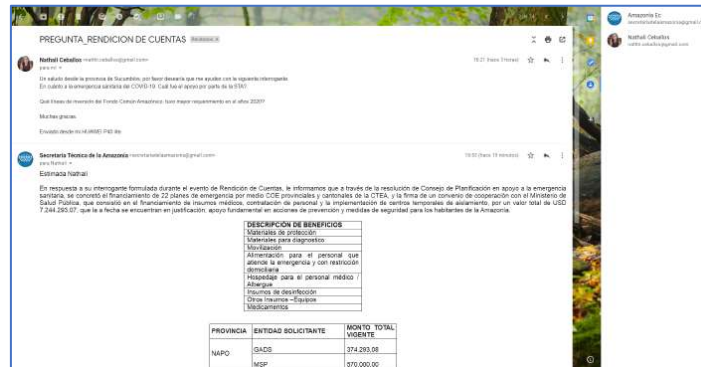 Amazonía Ec
PREGUNTA_RENDICION DE CUENTAS
Nathali Ceballos
Nathali Ceballos
para mí
Un saludo desde la provincia de Sucumbíos, por favor desearía que me ayuden con la siguiente interrogante.
En cuánto a la emergencia sanitaria del COVID-19. Cuál fue el apoyo por parte de la STA?
Qué líneas de inversión del Fondo Común Amazónico, tuvo mayor requerimiento en el años 2020?
Muchas gracias.
Enviado desde mi HUAWEI
Secretaría Técnica de la Amazonía
para Nathali
Estimada Nathali
En respuesta a su interrogante formulada durante el evento de Rendición de Cuentas, le informamos que a través de la resolución de Consejo de Planificación en apoyo a la emergencia
sanitaria, se concretó el financiamiento de 22 planes de emergencia por medio COE provinciales y cantonales de la CTEA, y la firma de un convenio de cooperación con el Ministerio de
Salud Pública, que consistió en el financiamiento de insumos médicos, contratación de personal y la implementación de centros temporales de aislamiento, por un valor total de USD
7.244.295,07, que a la fecha se encuentran en justificación, apoyo fundamental en acciones de prevención y medidas de seguridad para los habitantes de la Amazonía.
DESCRIPCIÓN DE BENEFICIOS
Materiales de protección
Materiales para diagnostico
Movilización
Alimentación para el personal que
atiende la emergencia y con restricción
domiciliaria
Hospedaje para el personal médico /
Albergue
Insumos de desinfección
Otros Insumos –Equipos
Medicamentos
PROVINCIA ENTIDAD SOLICITANTE MONTO TOTAL
VIGENTE
NAPO
GADS 374.293,08
MSP 570.000,00